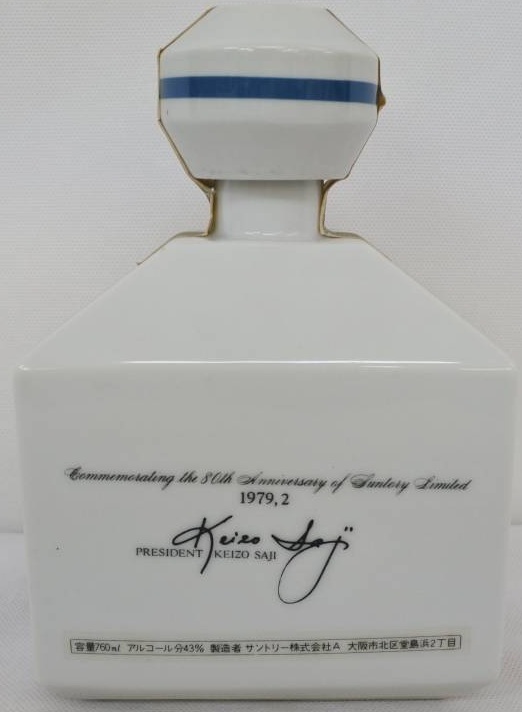 Commemorating the 80th Anniversary of Suntory Limited
1979,2
Keizo Saji
PRESIDENT KEIZO SAJI
容量760ml アルコール分43% 製造者 サントリー株式会社A 大阪市北区堂島浜2丁目